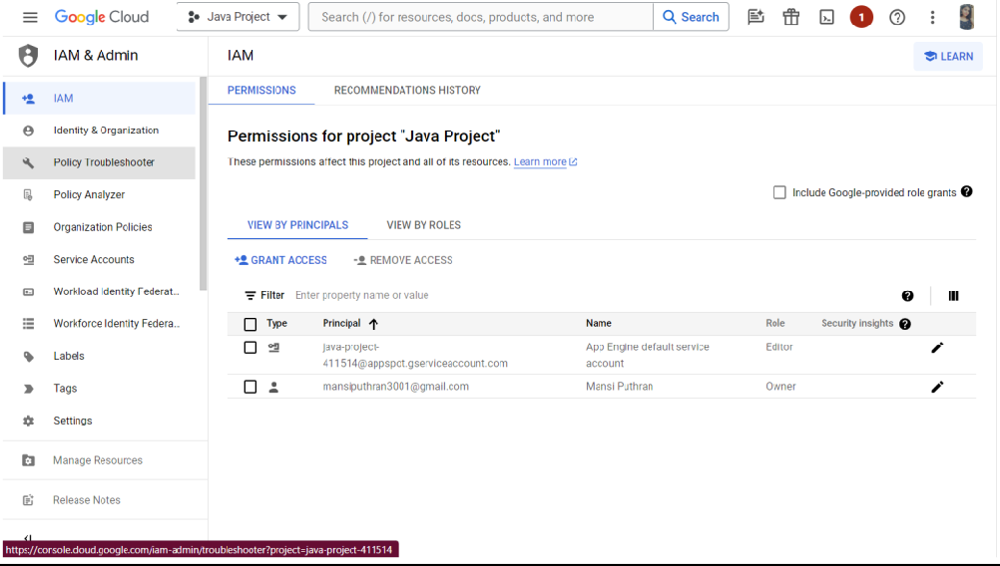 Google Cloud
Java Project
Search (/) for resources, docs, products, and more
Search
1
IAM & Admin
IAM
LEARN
IAM
Identity & Organization
Policy Troubleshooter
Policy Analyzer
Organization Policies
Service Accounts
Workload Identity Federat...
Workforce Identity Federa...
Labels
Tags
Settings
Manage Resources
Release Notes
PERMISSIONS
RECOMMENDATIONS HISTORY
Permissions for project "Java Project"
These permissions affect this project and all of its resources. Learn more
Include Google-provided role grants
VIEW BY PRINCIPALS
VIEW BY ROLES
GRANT ACCESS
REMOVE ACCESS
Filter Enter property name or value
Type Principal Name Role Security insights
java-project- App Engine default service Editor
411514@appspot.gserviceaccount.com account
mansiputhran3001@gmail.com Mansi Puthran Owner
https://console.cloud.google.com/iam-admin/troubleshooter?project=java-project-411514